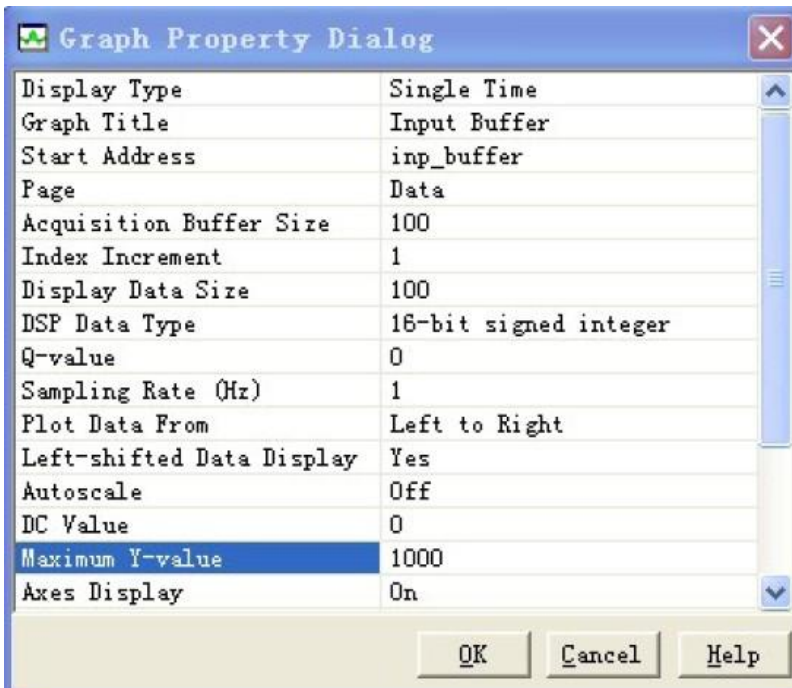 Graph Property Dialog
Display Type Single Time
Graph Title Input Buffer
Start Address inp_buffer
Page Data
Acquisition Buffer Size 100
Index Increment 1
Display Data Size 100
DSP Data Type 16-bit signed integer
Q-value 0
Sampling Rate (Hz) 1
Plot Data From Left to Right
Left-shifted Data Display Yes
Autoscale Off
DC Value 0
Maximum Y-value 1000
Axes Display On
OK Cancel Help